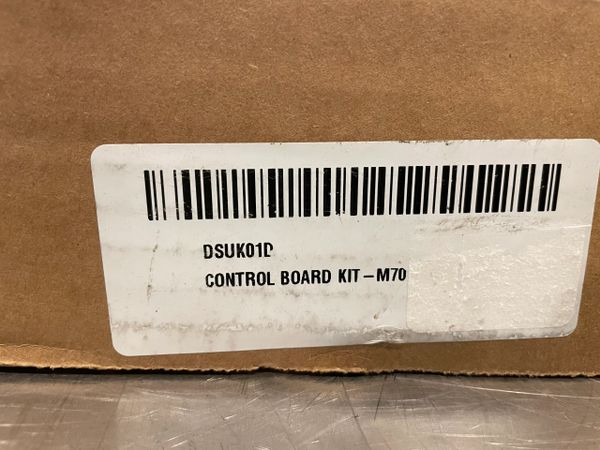 DSUK01D
CONTROL BOARD KIT – M70